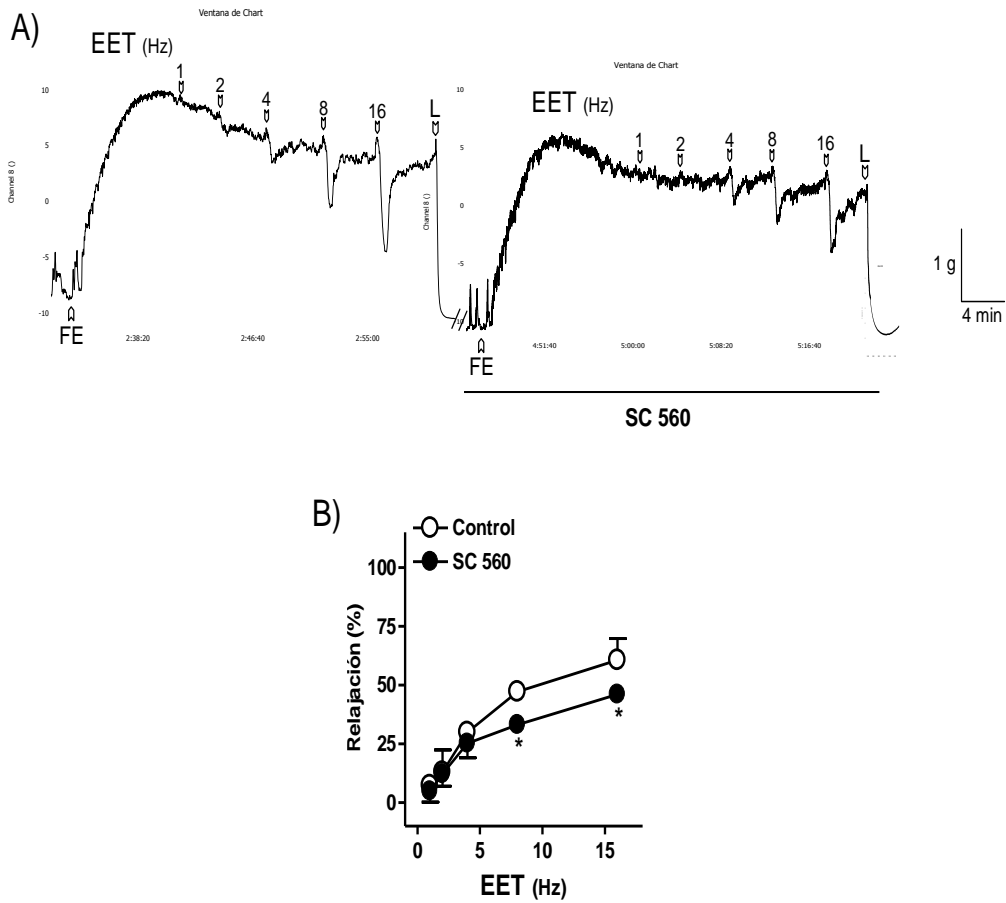 A)
Ventana de Chart
EET (Hz)
1
2
4
8
16
L
10
5
0
-5
-10
Channel 8 ()
FE
2:38:20
2:46:40
2:55:00
Ventana de Chart
EET (Hz)
1
2
4
8
16
L
10
5
0
-5
-10
Channel 8 ()
FE
4:51:40
5:00:00
5:08:20
5:16:40
SC 560
1 g
4 min
B)
Control
SC 560
Relajación (%)
100
75
50
25
0
*
*
0
5
10
15
EET (Hz)